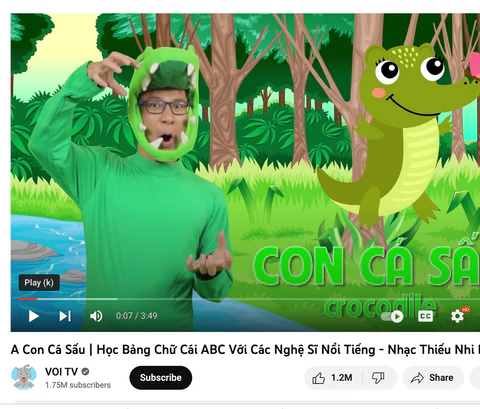 CON CÁ SẤ
crocodile
Play (k)
0:07 / 3:49
CC
HD
A Con Cá Sấu | Học Bảng Chữ Cái ABC Với Các Nghệ Sĩ Nổi Tiếng - Nhạc Thiếu Nhi
VOI TV
1.75M subscribers
Subscribe
1.2M
Share